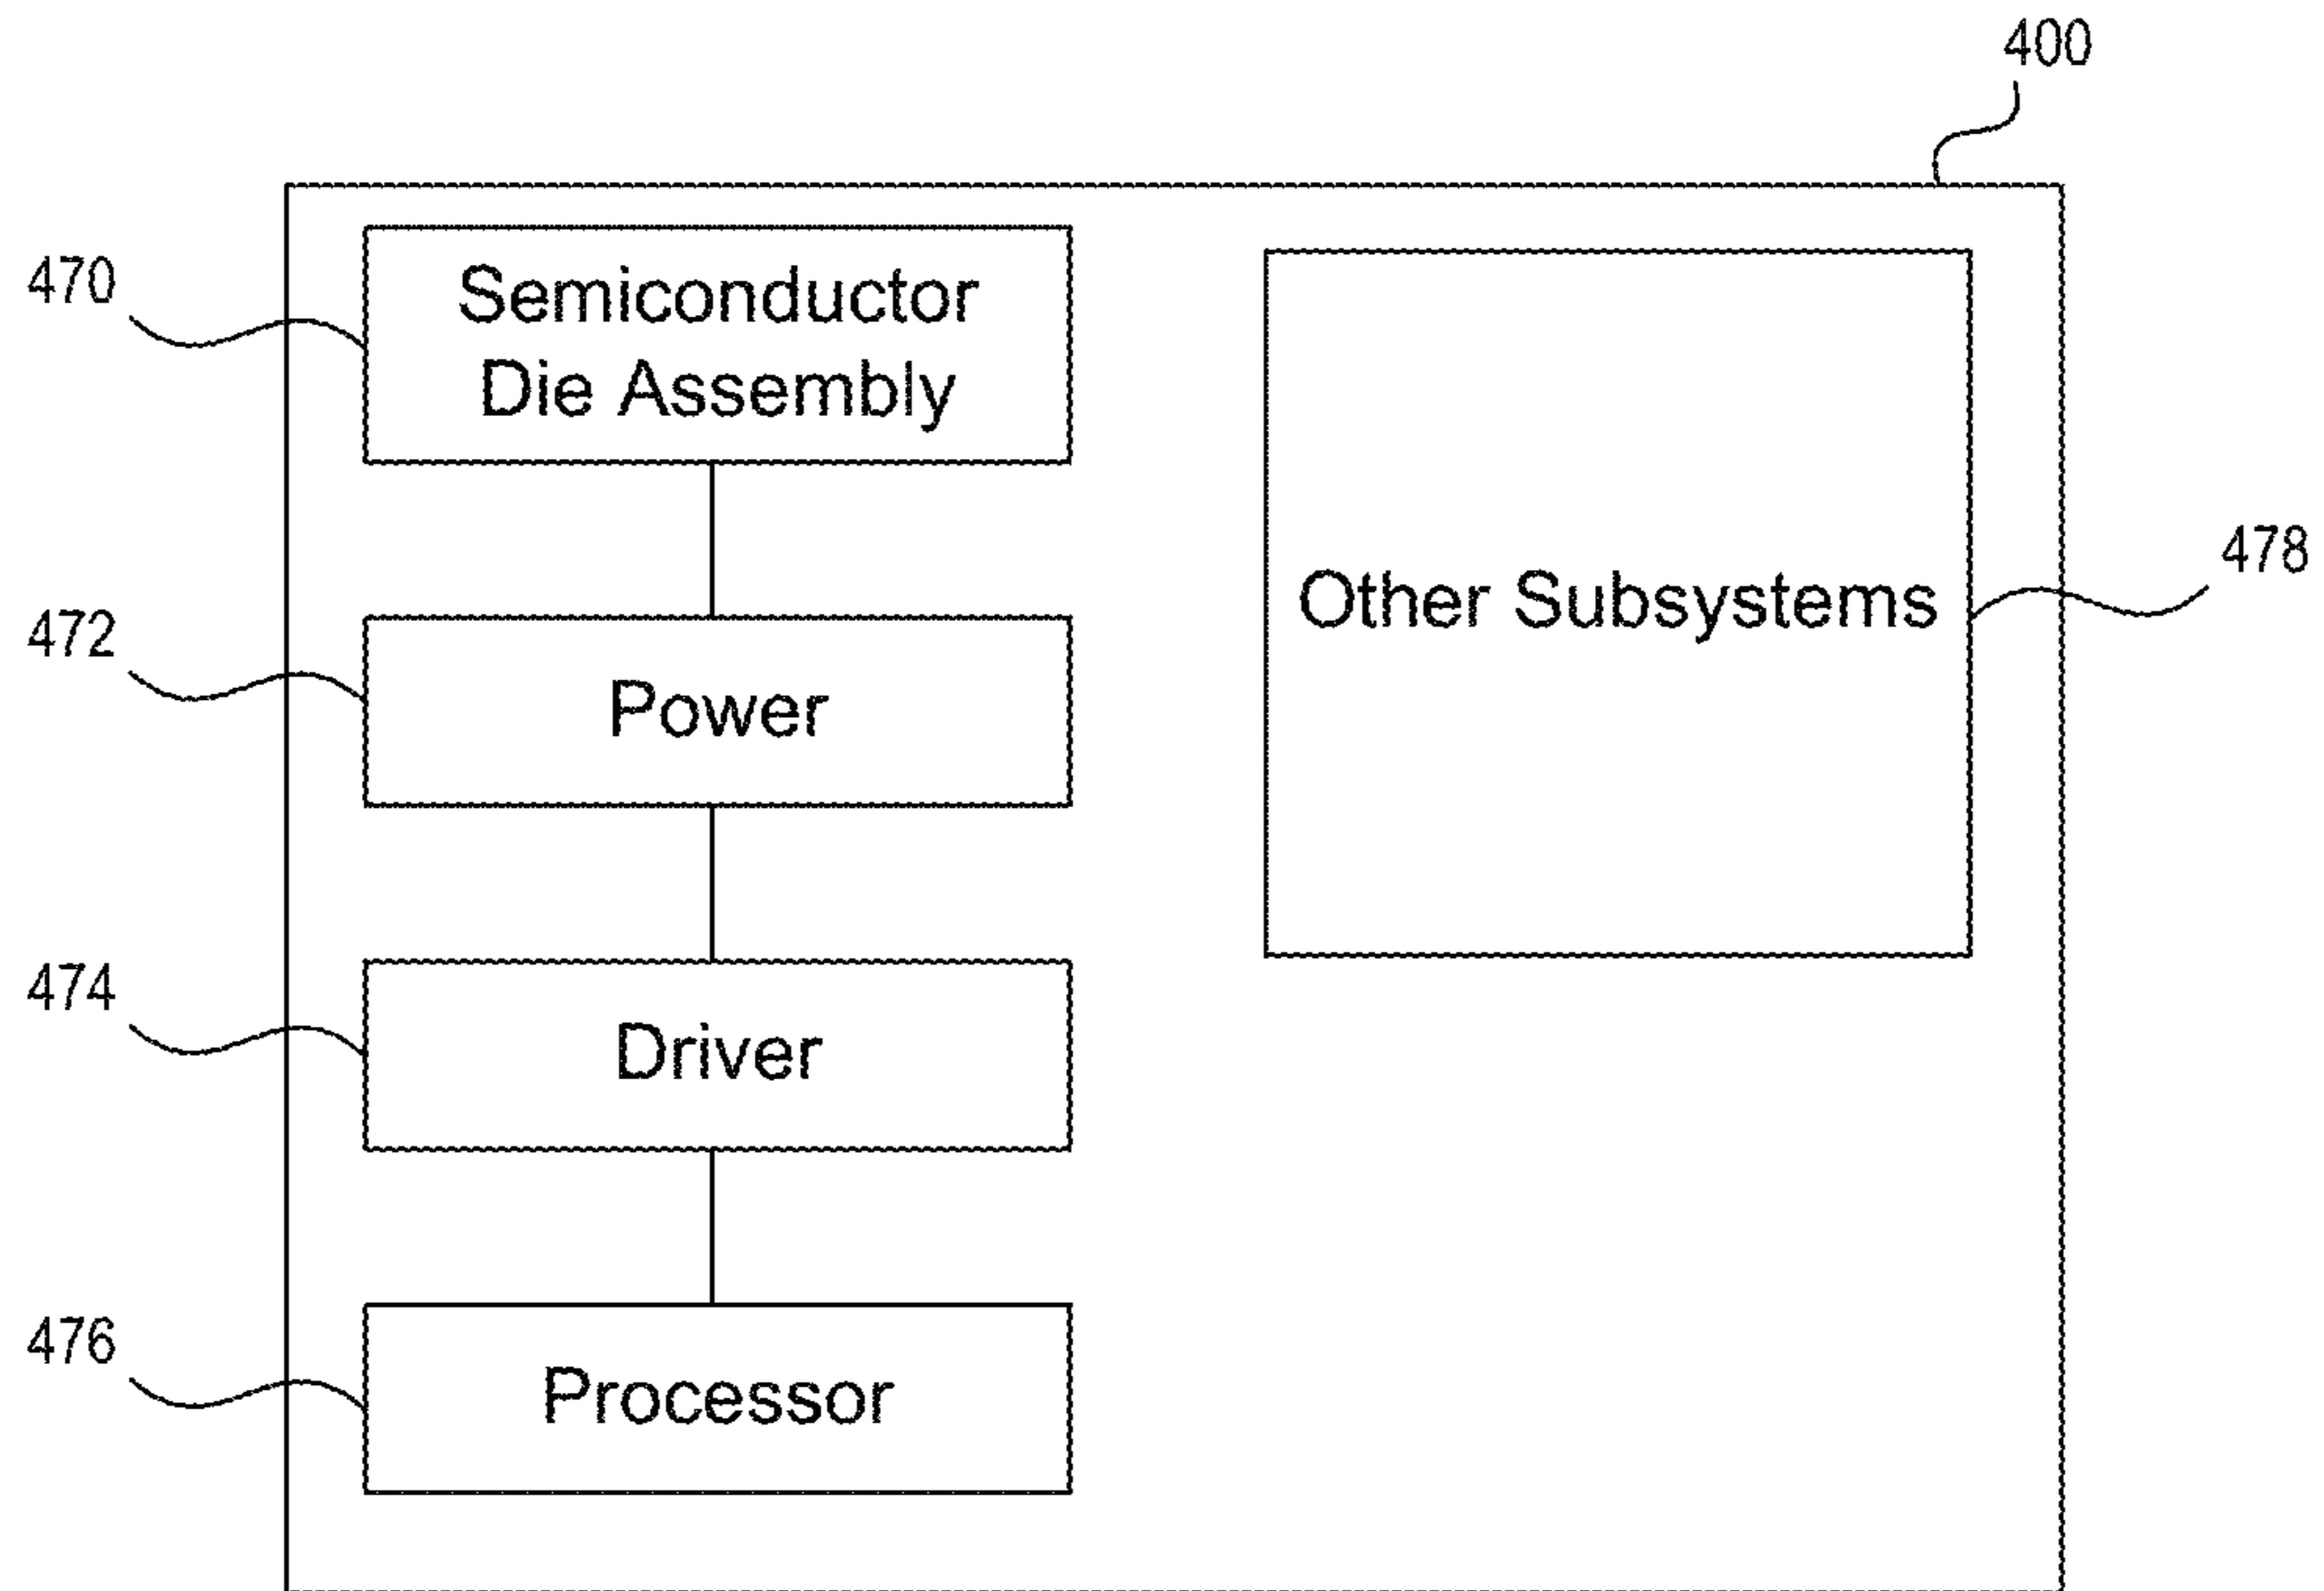 400
470
Semiconductor
Die Assembly
478
Other Subsystems
472
Power
474
Driver
476
Processor